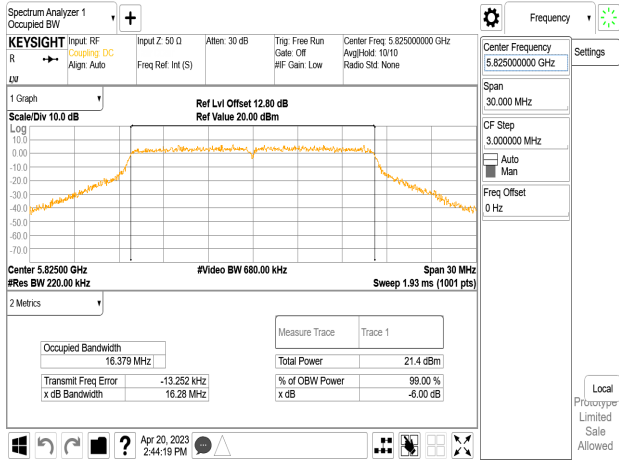 Spectrum Analyzer 1
Occupied BW
Frequency
KEYSIGHT
R
Input: RF
Coupling: DC
Align: Auto
Input Z: 50 Ω
Freq Ref: Int (S)
Atten: 30 dB
Trig: Free Run
Gate: Off
#IF Gain: Low
Center Freq: 5.825000000 GHz
Avg|Hold: 10/10
Radio Std: None
Center Frequency
5.825000000 GHz
Settings
Span
30.000 MHz
CF Step
3.000000 MHz
Auto
Man
Freq Offset
0 Hz
1 Graph
Scale/Div 10.0 dB
Ref Lvl Offset 12.80 dB
Ref Value 20.00 dBm
Log
10.0
0.00
-10.0
-20.0
-30.0
-40.0
-50.0
-60.0
-70.0
Center 5.82500 GHz
#Video BW 680.00 kHz
Span 30 MHz
#Res BW 220.00 kHz
Sweep 1.93 ms (1001 pts)
2 Metrics
Measure Trace
Trace 1
Occupied Bandwidth
16.379 MHz
Total Power
21.4 dBm
Transmit Freq Error
-13.252 kHz
% of OBW Power
99.00 %
x dB Bandwidth
16.28 MHz
x dB
-6.00 dB
Local
Prototype
Limited
Sale
Allowed
?
Apr 20, 2023
2:44:19 PM